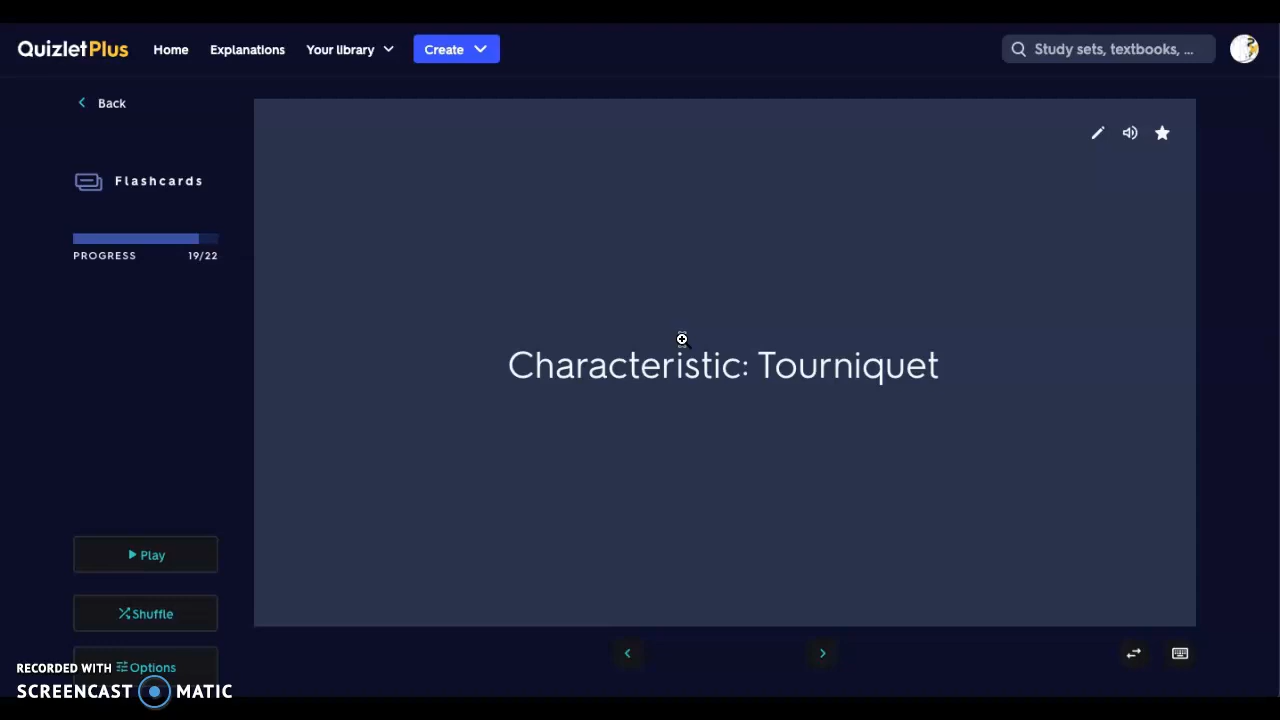 QuizletPlus Home Explanations Your library Create Study sets, textbooks, ...
Back
Flashcards
PROGRESS 19/22
Characteristic: Tourniquet
Play
Shuffle
Options
RECORDED WITH
SCREENCAST MATIC